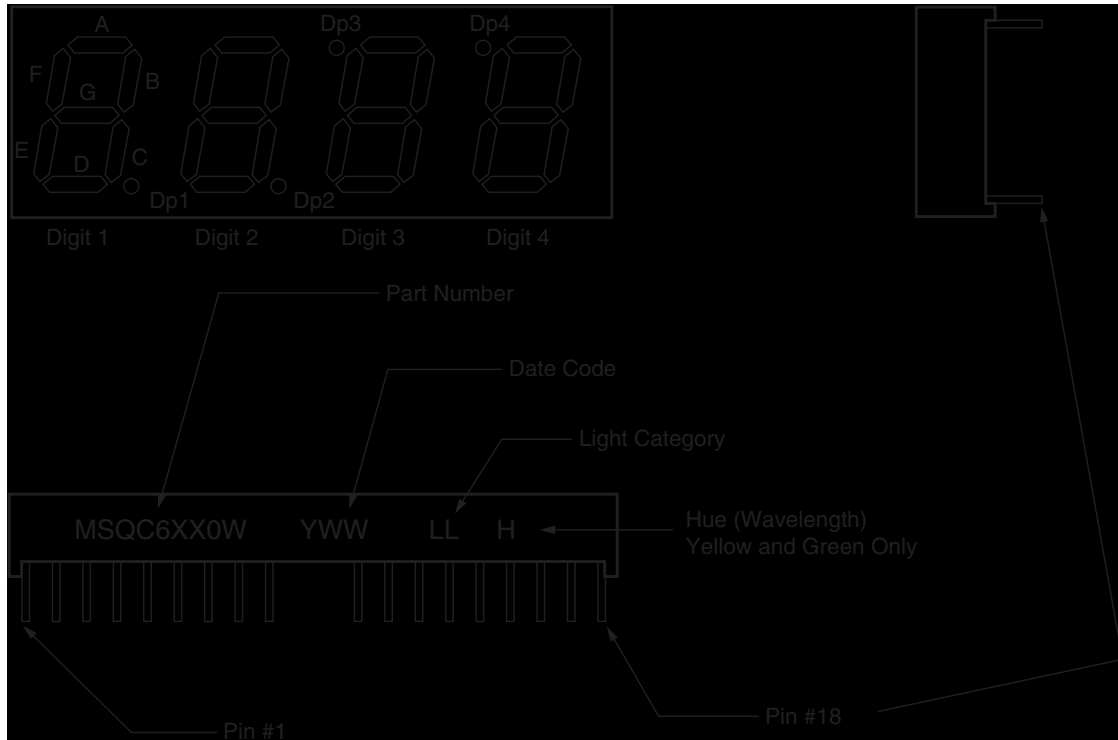 A
Dp3
Dp4
F
B
G
E
D
C
Dp1
Dp2
Digit 1
Digit 2
Digit 3
Digit 4
Part Number
Date Code
Light Category
MSQC6XX0W
YWW
LL
H
Hue (Wavelength)
Yellow and Green Only
Pin #18
Pin #1